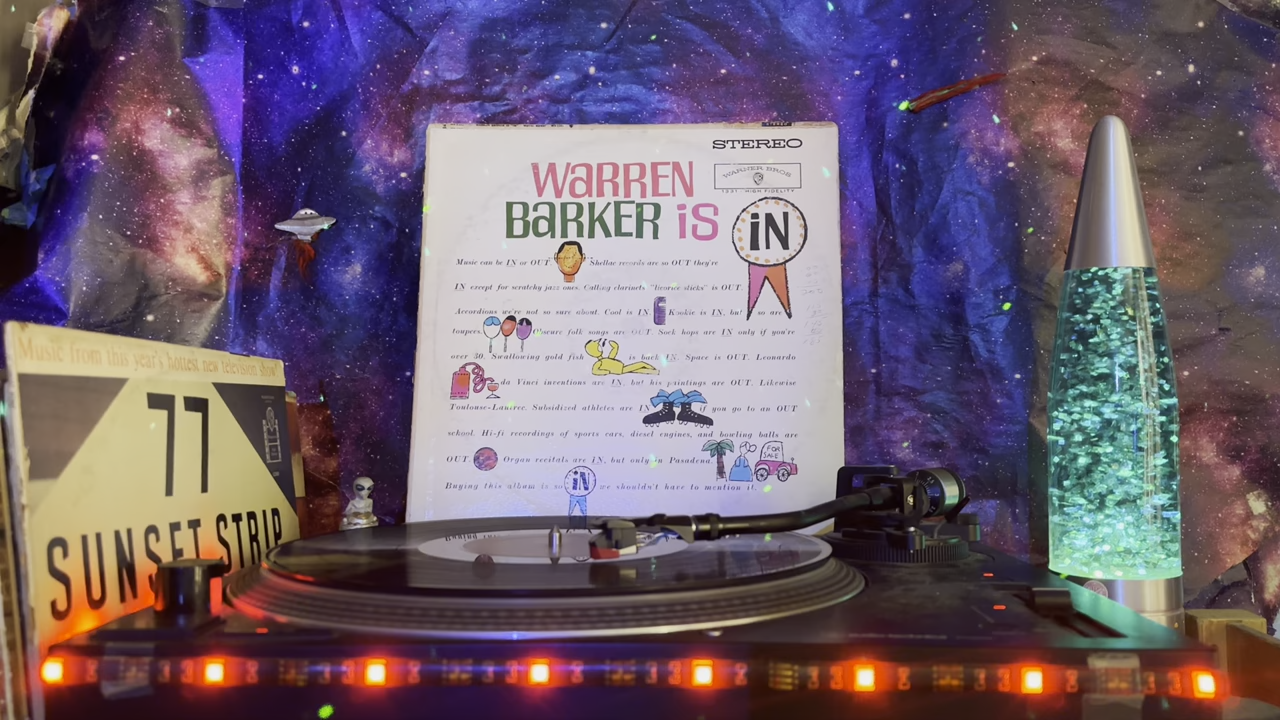 STEREO
WARREN
BARKER iS
iN
WARNER BROS
HIGH FIDELITY
Music can be IN or OUT. Shellac records are so OUT they're
IN except for scratchy jazz ones. Calling clarinets "licorice sticks" is OUT.
Accordions we're not so sure about. Cool is IN. Kookie is IN, but so are
toupees. Obscure folk songs are OUT. Sock hops are IN only if you're
over 30. Swallowing gold fish is back IN. Space is OUT. Leonardo
da Vinci inventions are IN, but his paintings are OUT. Likewise
Toulouse-Lautrec. Subsidized athletes are IN if you go to an OUT
school. Hi-fi recordings of sports cars, diesel engines, and bowling balls are
OUT. Organ recitals are IN, but only in Pasadena.
FOR SALE
Buying this album is so iN we shouldn't have to mention it.
Music from this year's hottest new television show!
77
SUNSET STRIP